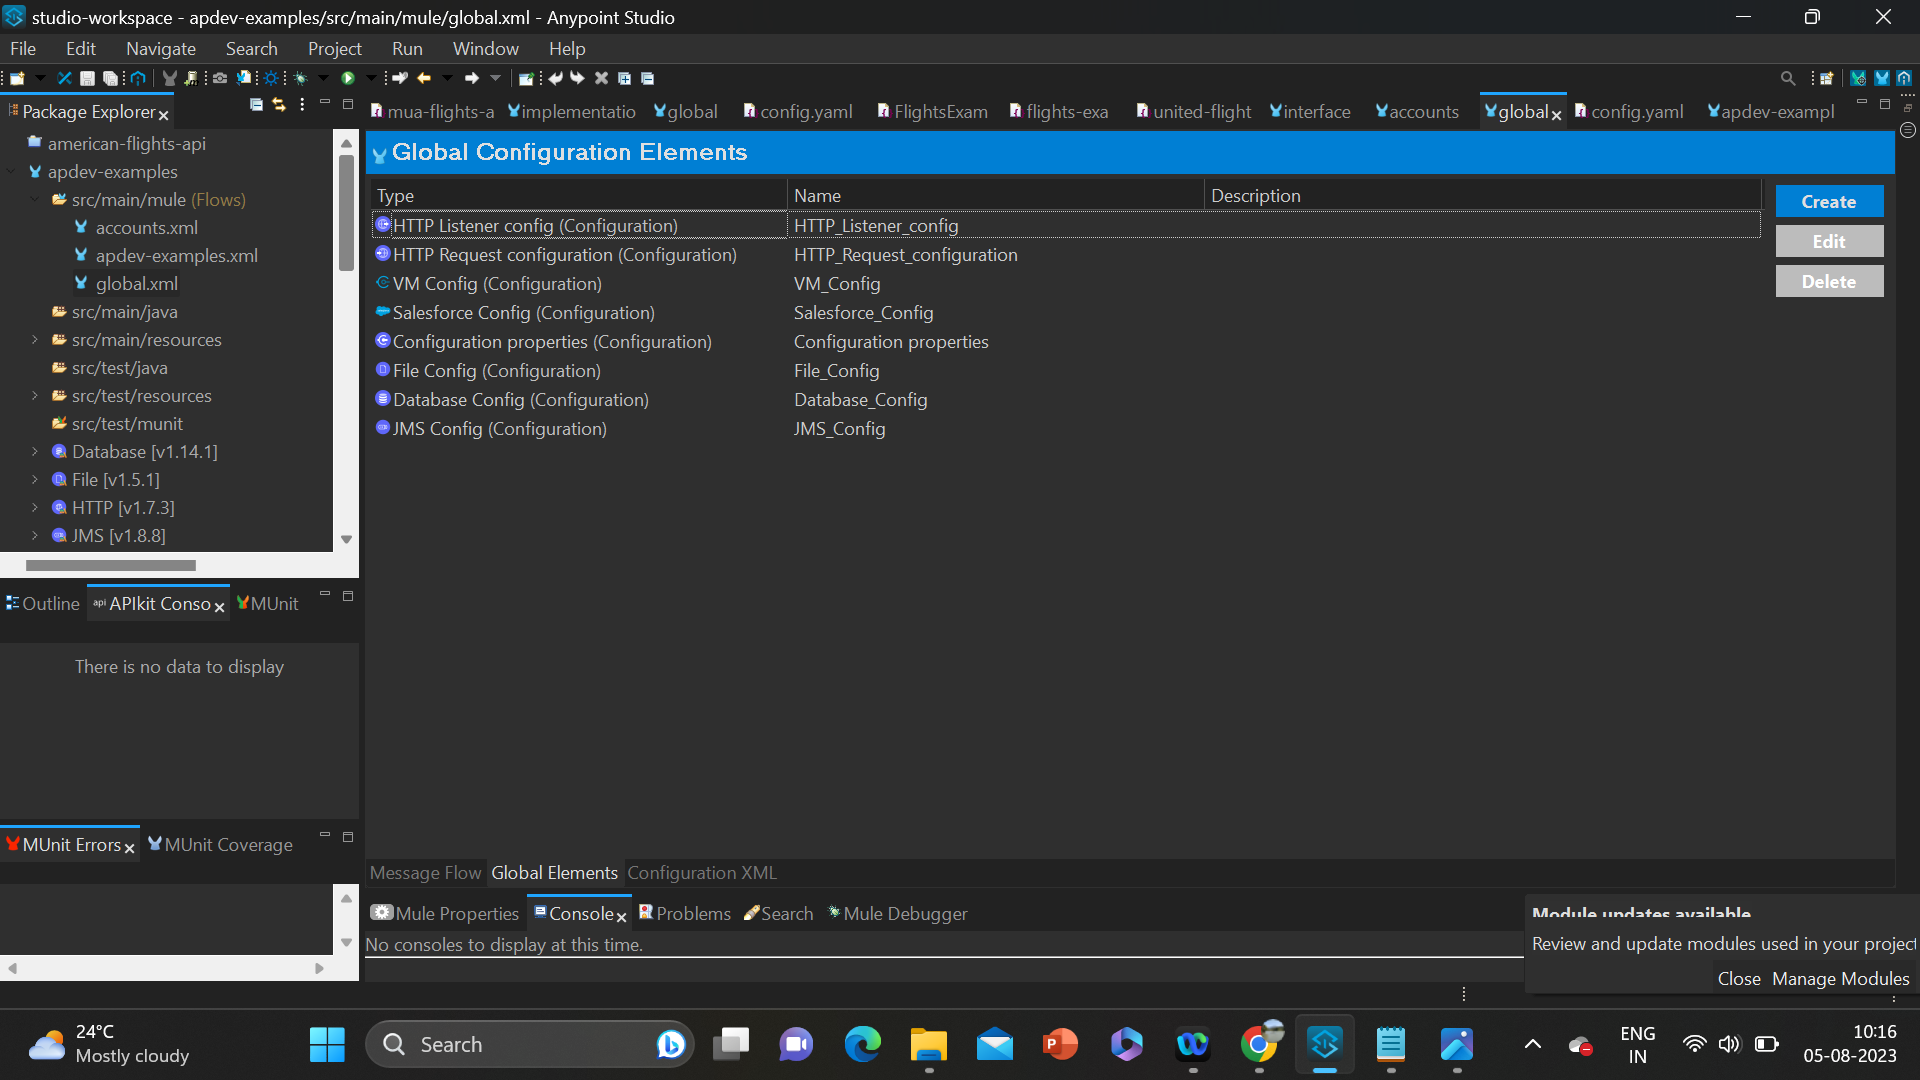 studio-workspace - apdev-examples/src/main/mule/global.xml - Anypoint Studio
File Edit Navigate Search Project Run Window Help
Package Explorer
american-flights-api
apdev-examples
src/main/mule (Flows)
accounts.xml
apdev-examples.xml
global.xml
src/main/java
src/main/resources
src/test/java
src/test/resources
src/test/munit
Database [v1.14.1]
File [v1.5.1]
HTTP [v1.7.3]
JMS [v1.8.8]
Outline api APIkit Conso MUnit
There is no data to display
MUnit Errors MUnit Coverage
mua-flights-a implementatio global config.yaml FlightsExam flights-exa united-flight interface accounts global config.yaml apdev-exampl
Global Configuration Elements
Type Name Description
HTTP Listener config (Configuration) HTTP_Listener_config
HTTP Request configuration (Configuration) HTTP_Request_configuration
VM Config (Configuration) VM_Config
Salesforce Config (Configuration) Salesforce_Config
Configuration properties (Configuration) Configuration properties
File Config (Configuration) File_Config
Database Config (Configuration) Database_Config
JMS Config (Configuration) JMS_Config
Create
Edit
Delete
Message Flow Global Elements Configuration XML
Mule Properties Console Problems Search Mule Debugger
No consoles to display at this time.
Module updates available
Review and update modules used in your project
Close Manage Modules
24°C
Mostly cloudy
Search
ENG
IN
10:16
05-08-2023